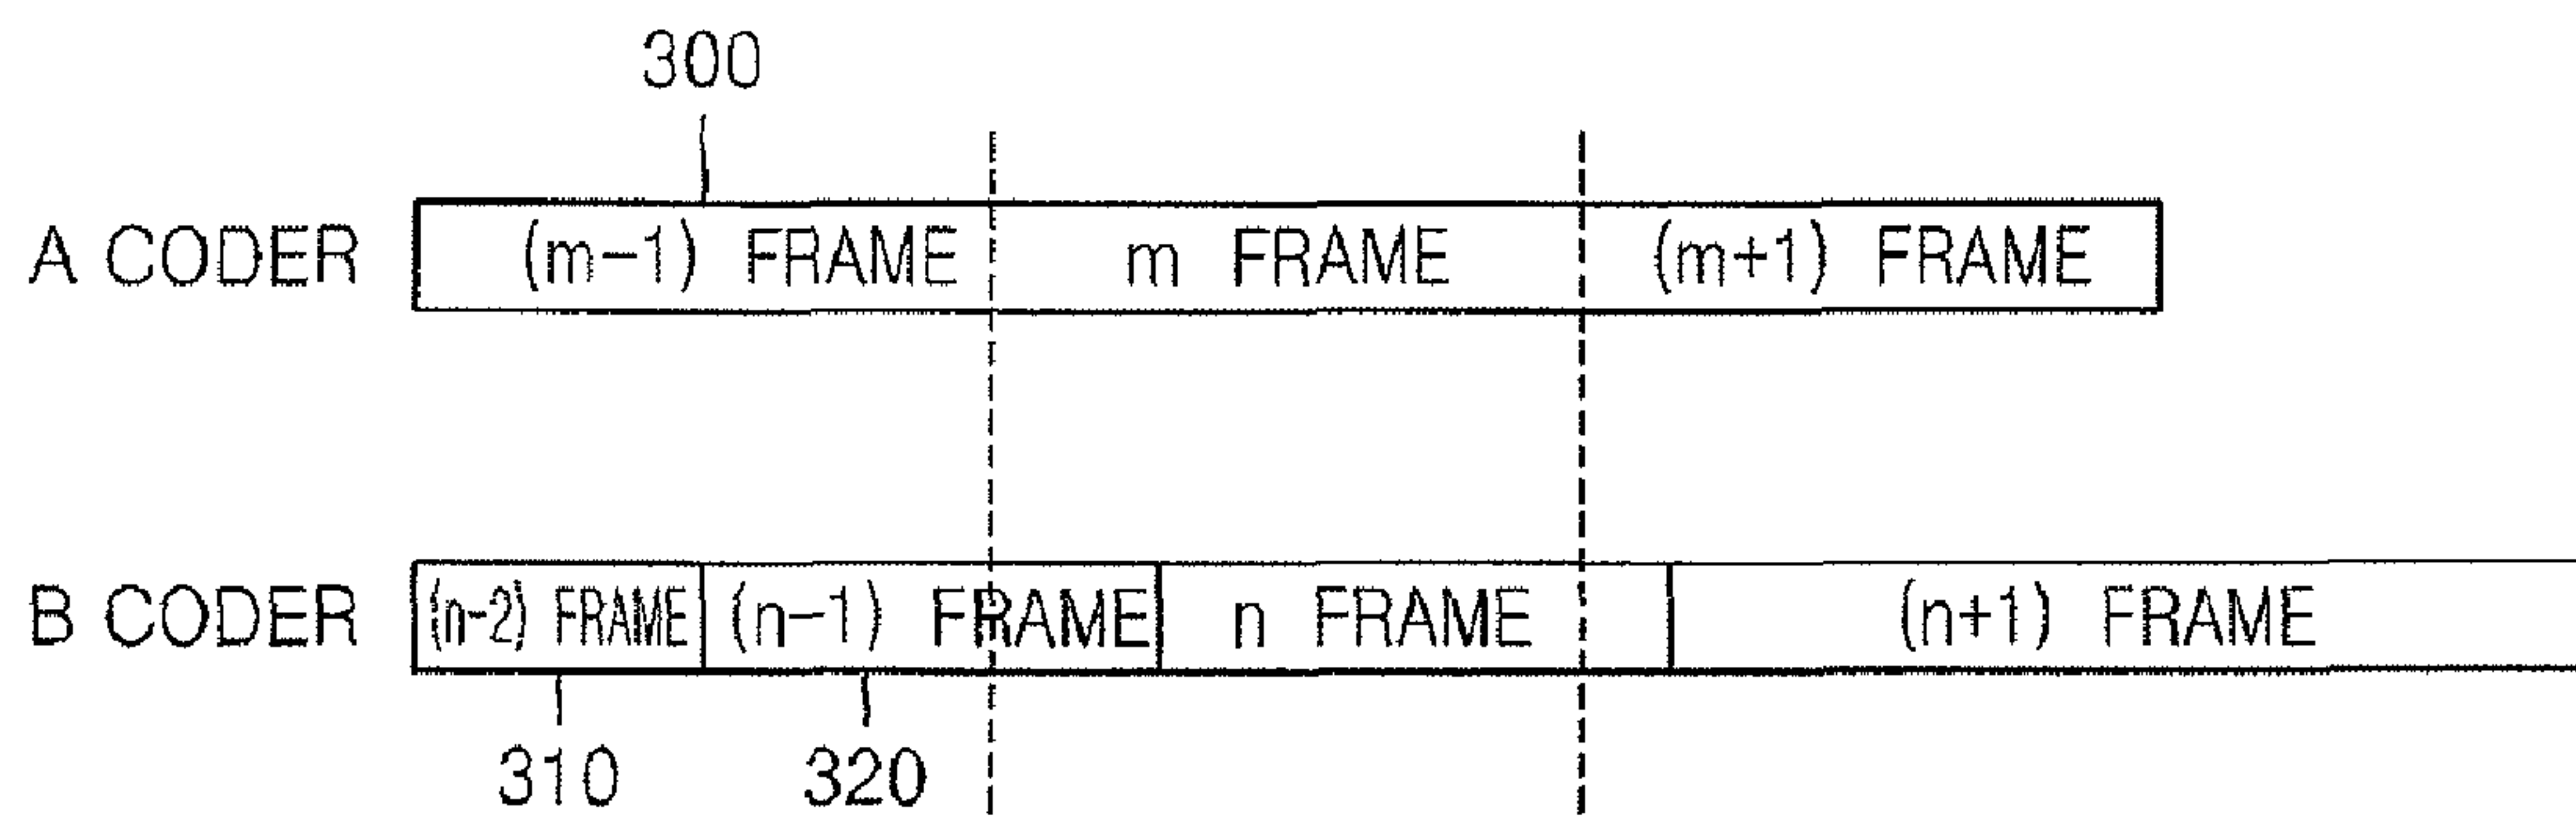 300
A CODER (m-1) FRAME m FRAME (m+1) FRAME
B CODER (n-2) FRAME (n-1) FRAME n FRAME (n+1) FRAME
310 320